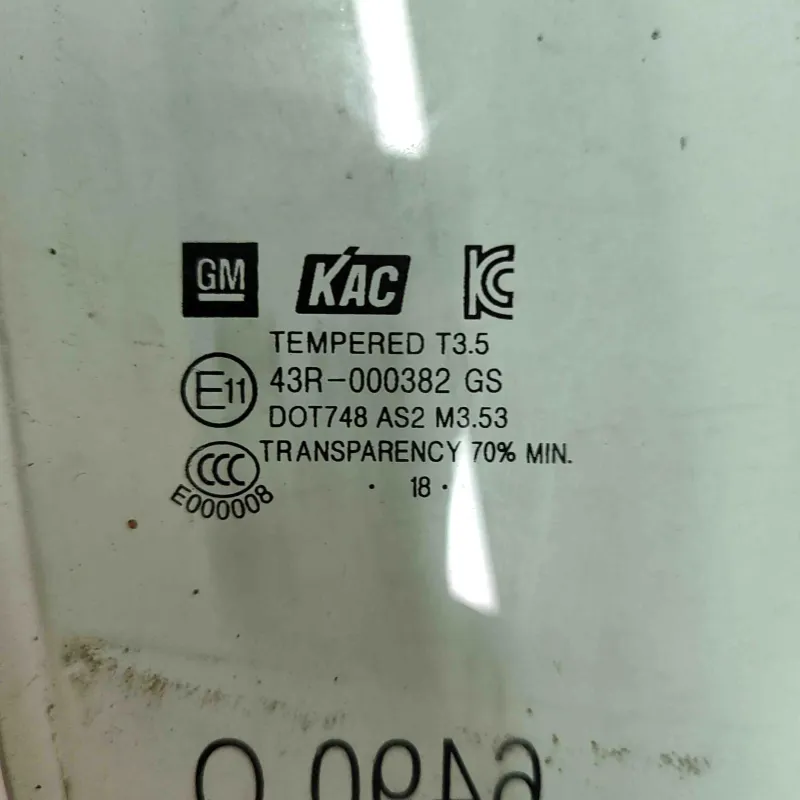 GM KAC KC
TEMPERED T3.5
E11 43R-000382 GS
DOT748 AS2 M3.53
CCC TRANSPARENCY 70% MIN.
E000008 · 18 ·